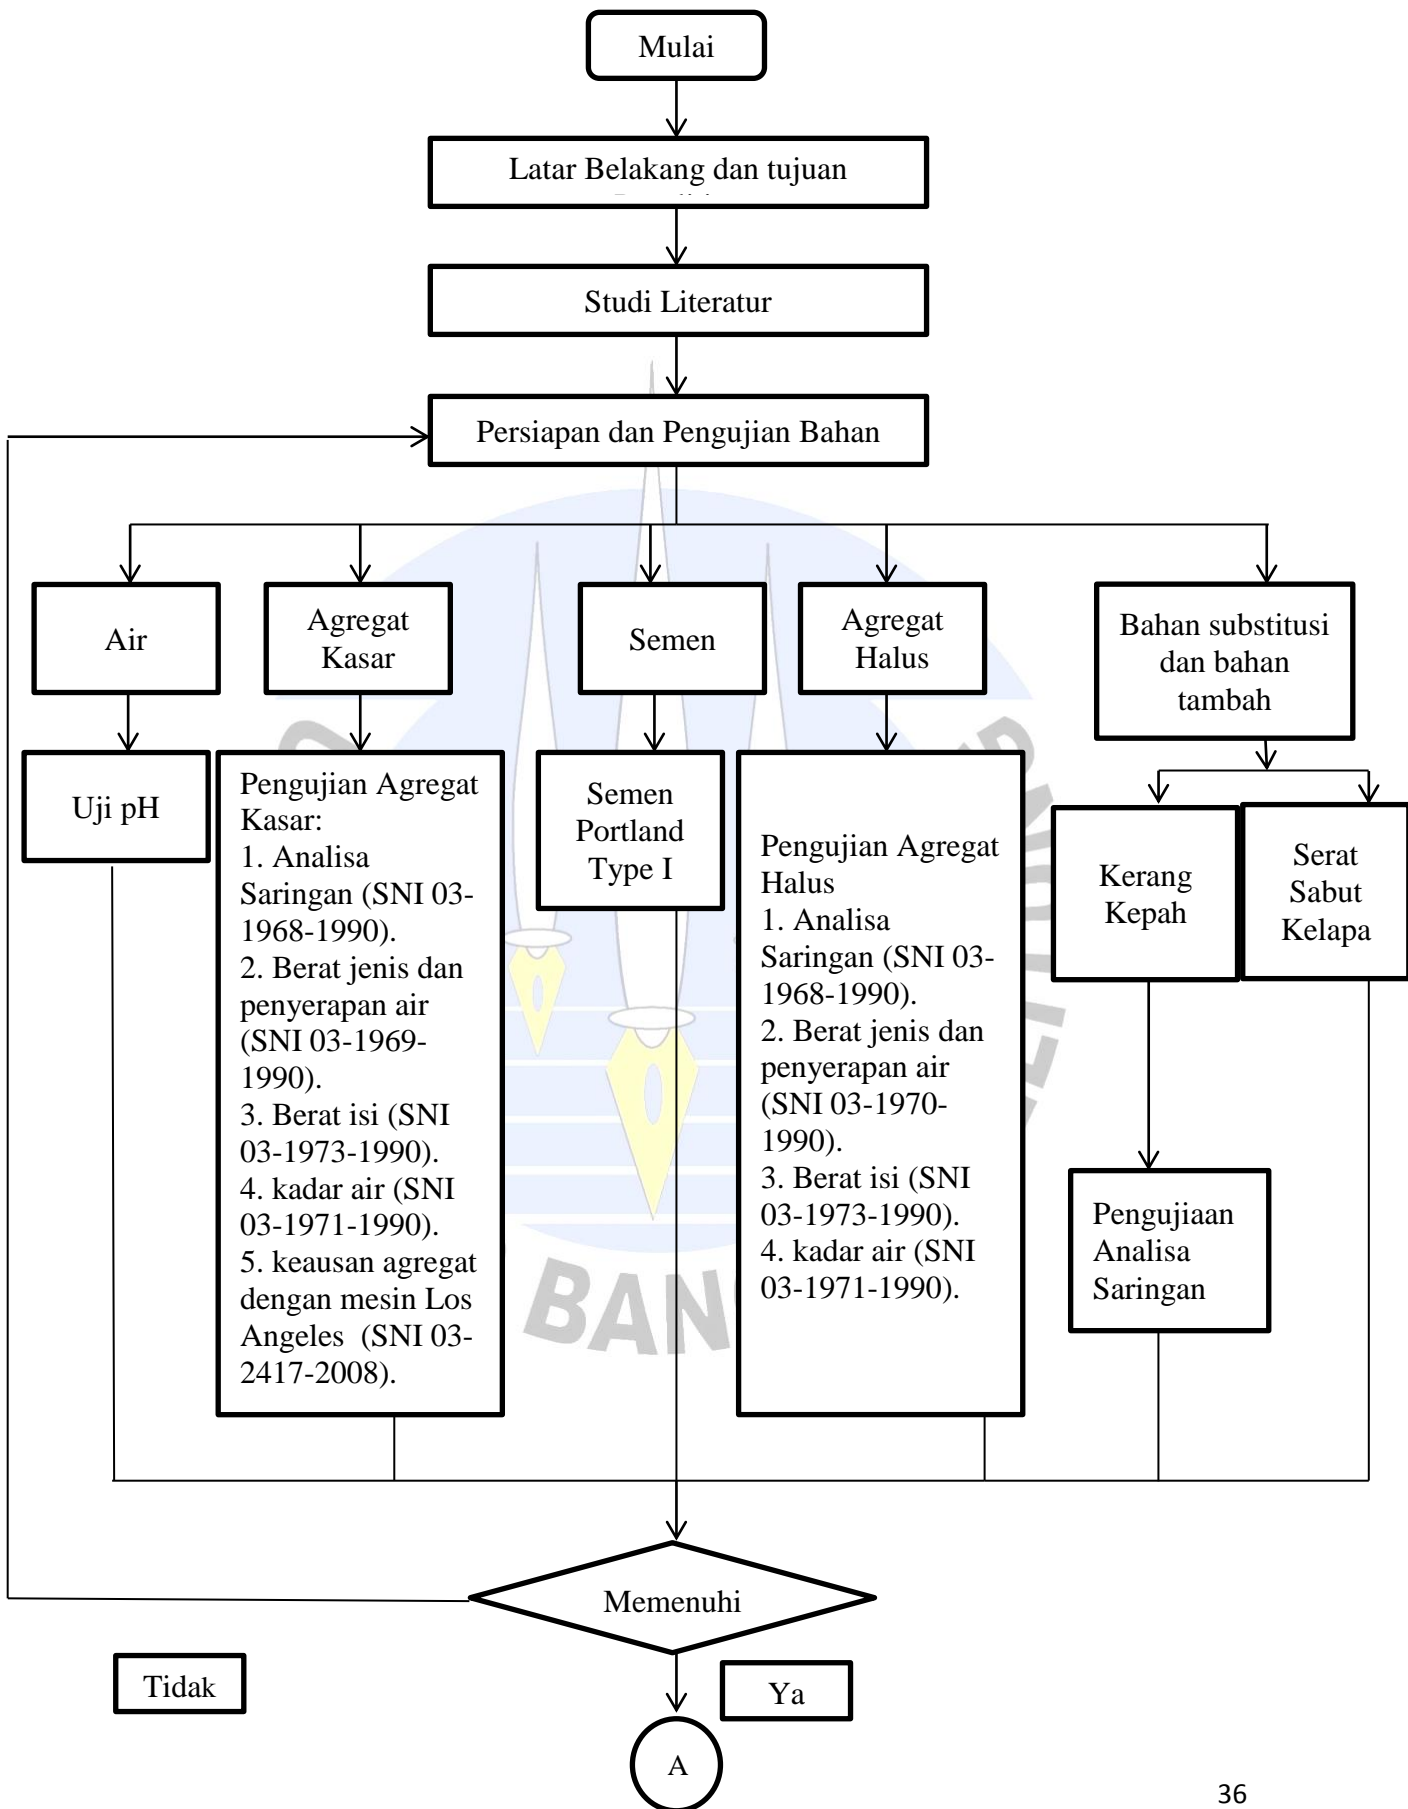 Mulai
Latar Belakang dan tujuan
Studi Literatur
Persiapan dan Pengujian Bahan
Air
Agregat
Kasar
Semen
Agregat
Halus
Bahan substitusi
dan bahan
tambah
Uji pH
Pengujian Agregat
Kasar:
1. Analisa
Saringan (SNI 03-
1968-1990).
2. Berat jenis dan
penyerapan air
(SNI 03-1969-
1990).
3. Berat isi (SNI
03-1973-1990).
4. kadar air (SNI
03-1971-1990).
5. keausan agregat
dengan mesin Los
Angeles  (SNI 03-
2417-2008).
Semen
Portland
Type I
Pengujian Agregat
Halus
1. Analisa
Saringan (SNI 03-
1968-1990).
2. Berat jenis dan
penyerapan air
(SNI 03-1970-
1990).
3. Berat isi (SNI
03-1973-1990).
4. kadar air (SNI
03-1971-1990).
Kerang
Kepah
Serat
Sabut
Kelapa
Pengujiaan
Analisa
Saringan
Memenuhi
Tidak
Ya
A
36